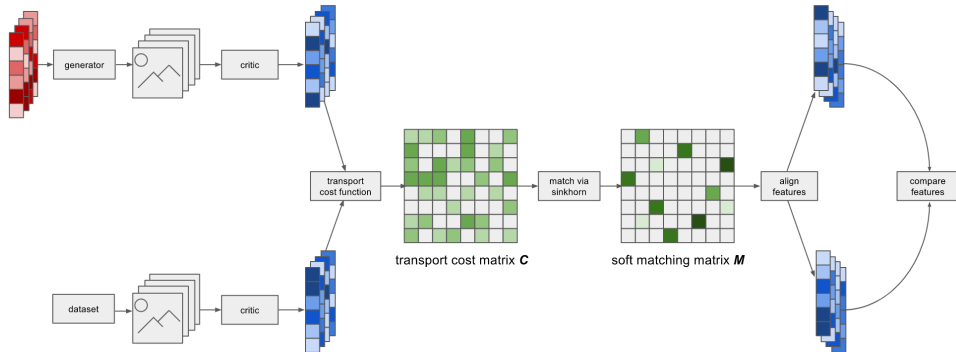 generator
critic
transport
cost function
match via
sinkhorn
align
features
compare
features
transport cost matrix C
soft matching matrix M
dataset
critic